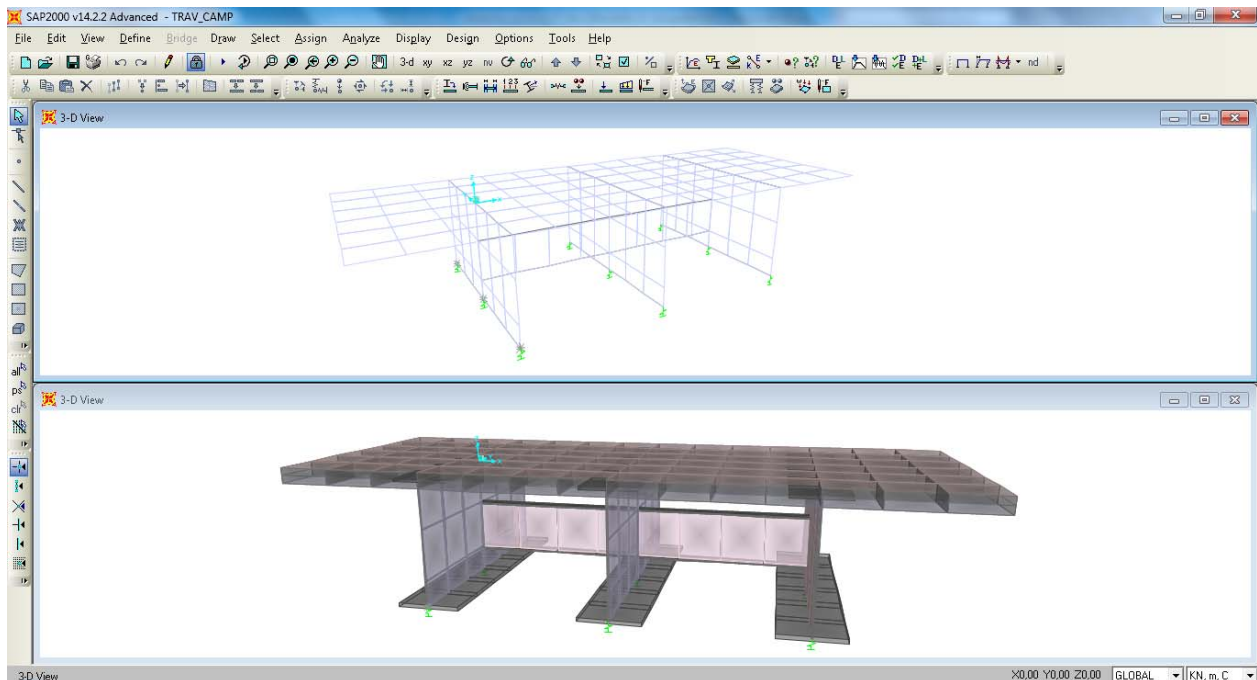 SAP2000 v14.2.2 Advanced - TRAV_CAMP
File Edit View Define Bridge Draw Select Assign Analyze Display Design Options Tools Help
3-d xy xz yz nv nd
3-D View
all
ps
clr
3-D View
3-D View X0,00 Y0,00 Z0,00 GLOBAL KN, m, C